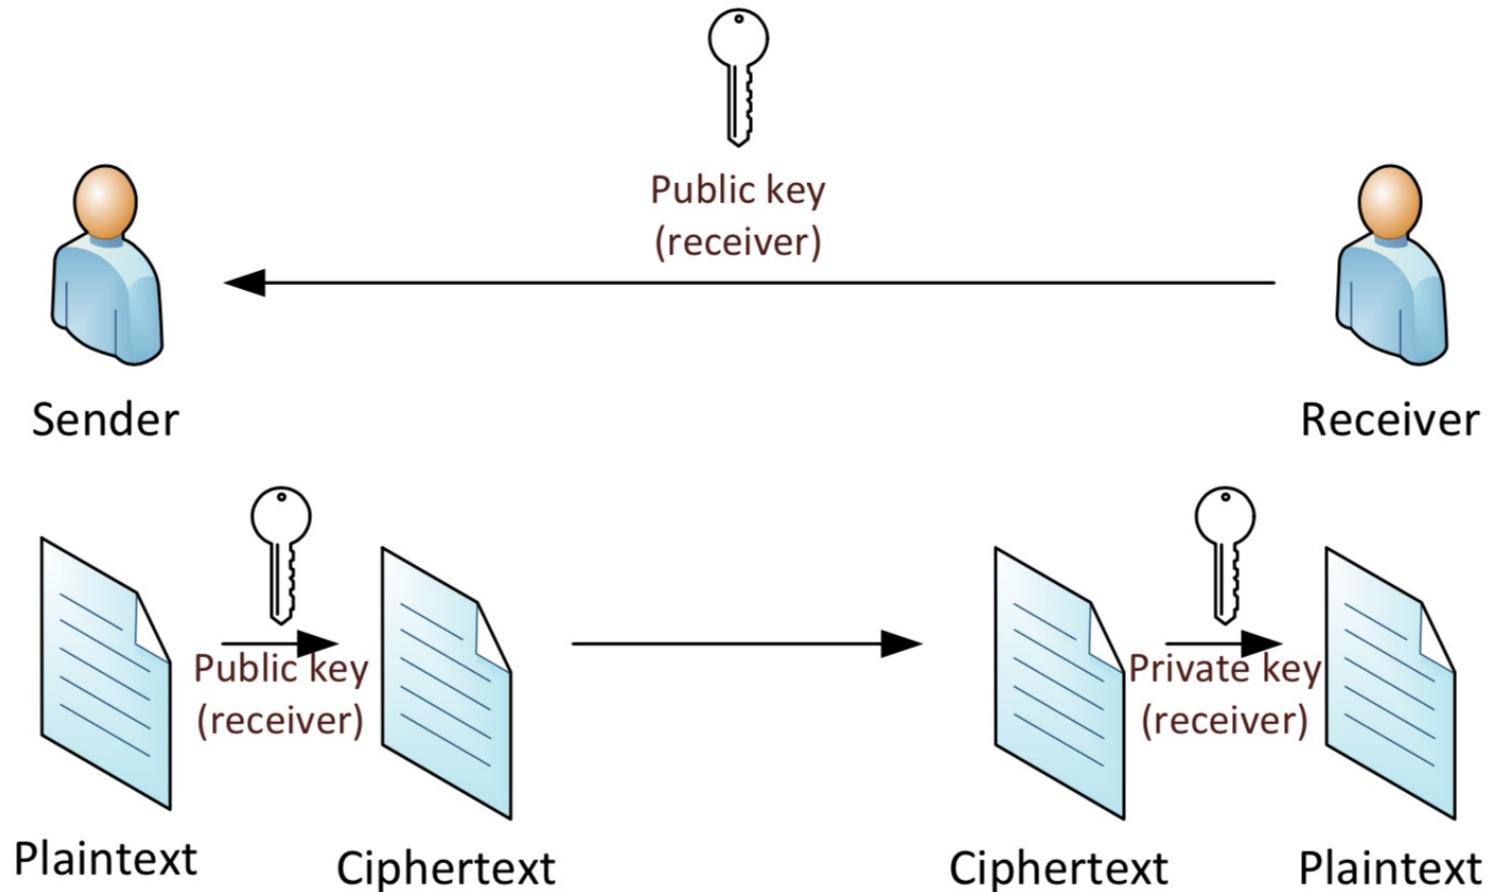 Public key
(receiver)
Sender
Receiver
Public key
(receiver)
Private key
(receiver)
Plaintext
Ciphertext
Ciphertext
Plaintext